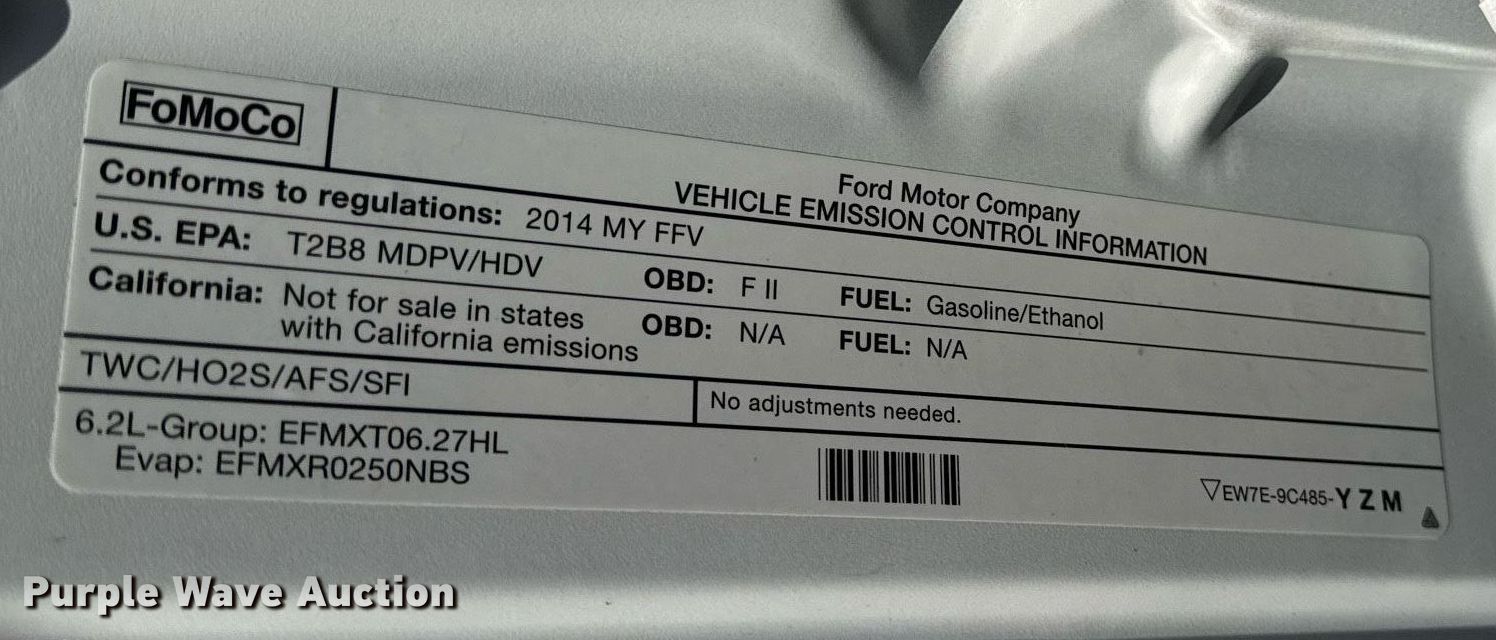 FoMoCo
Ford Motor Company
VEHICLE EMISSION CONTROL INFORMATION
Conforms to regulations: 2014 MY FFV
U.S. EPA: T2B8 MDPV/HDV OBD: F II FUEL: Gasoline/Ethanol
California: Not for sale in states with California emissions OBD: N/A FUEL: N/A
TWC/HO2S/AFS/SFI
No adjustments needed.
6.2L-Group: EFMXT06.27HL
Evap: EFMXR0250NBS
▽EW7E-9C485-Y Z M
Purple Wave Auction